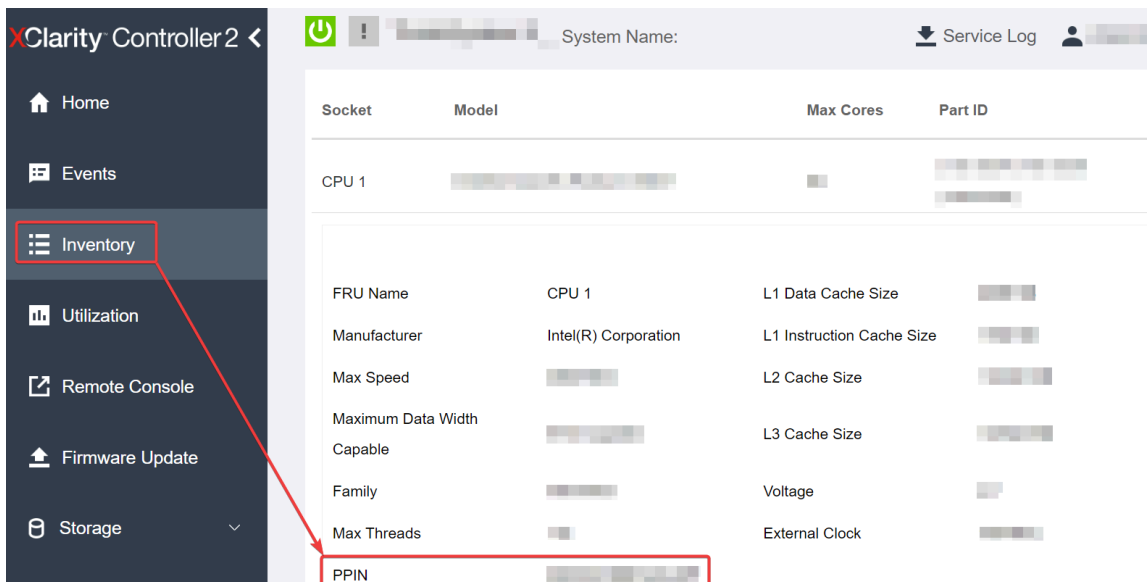 XClarity Controller 2
System Name:
Service Log
Home
Events
Inventory
Utilization
Remote Console
Firmware Update
Storage
Socket Model Max Cores Part ID
CPU 1
FRU Name CPU 1 L1 Data Cache Size
Manufacturer Intel(R) Corporation L1 Instruction Cache Size
Max Speed L2 Cache Size
Maximum Data Width
Capable
L3 Cache Size
Family Voltage
Max Threads External Clock
PPIN